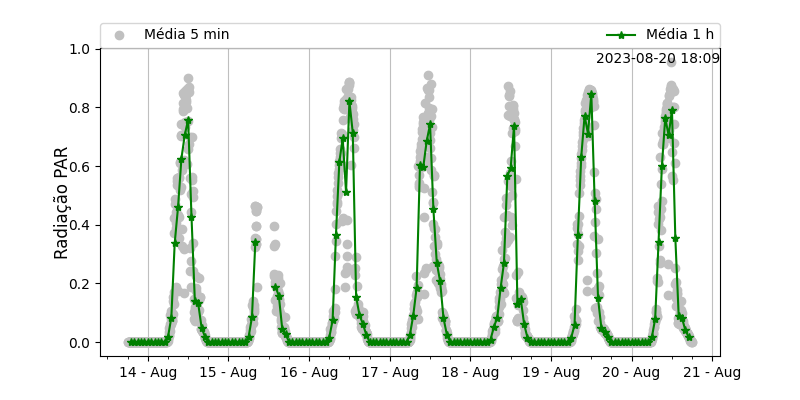 Média 5 min
Média 1 h
2023-08-20 18:09
Radiação PAR
1.0
0.8
0.6
0.4
0.2
0.0
14 - Aug
15 - Aug
16 - Aug
17 - Aug
18 - Aug
19 - Aug
20 - Aug
21 - Aug